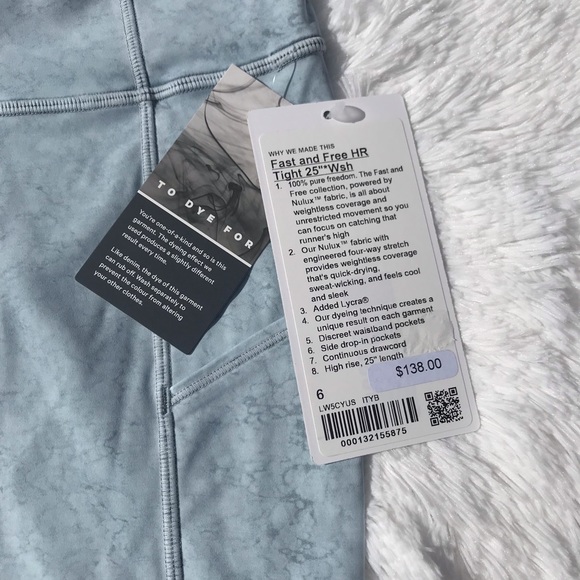 TO DYE FOR
You're one-of-a-kind and so is this
garment. The dyeing effect we
used produces a slightly different
result every time.
Like denim, the dye of this garment
can rub off. Wash separately to
prevent the colour from altering
your other clothes.
WHY WE MADE THIS
Fast and Free HR
Tight 25"*Wsh
1. 100% pure freedom. The Fast and
Free collection, powered by
Nulux™ fabric, is all about
weightless coverage and
unrestricted movement so you
can focus on catching that
runner's high
2. Our Nulux™ fabric with
engineered four-way stretch
provides weightless coverage
that's quick-drying,
sweat-wicking, and feels cool
and sleek
3. Added Lycra®
4. Our dyeing technique creates a
unique result on each garment
5. Discreet waistband pockets
6. Side drop-in pockets
7. Continuous drawcord
8. High rise, 25" length
$138.00
6
LW5CYUS ITYB
000132155875